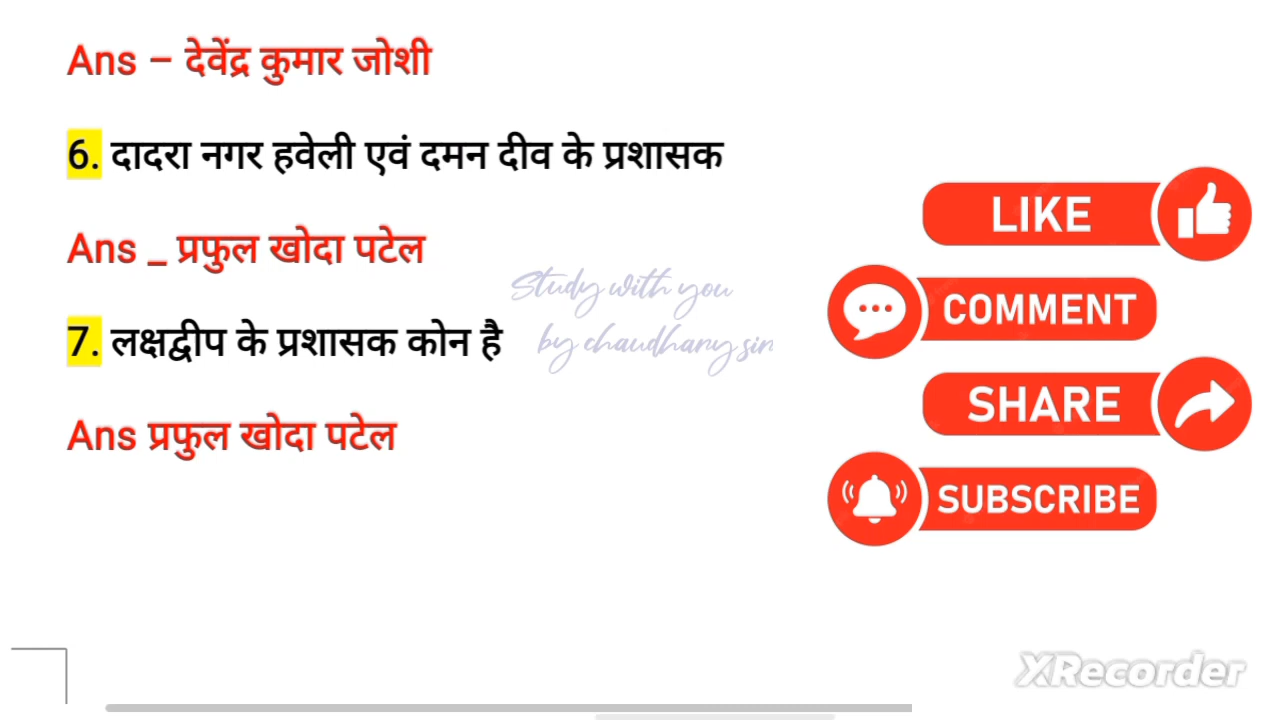 Ans – देवेंद्र कुमार जोशी
6. दादरा नगर हवेली एवं दमन दीव के प्रशासक
Ans _ प्रफुल खोदा पटेल
7. लक्षद्वीप के प्रशासक कोन है
Ans प्रफुल खोदा पटेल
Study with you
by chaudhary sir
LIKE
COMMENT
SHARE
SUBSCRIBE
XRecorder